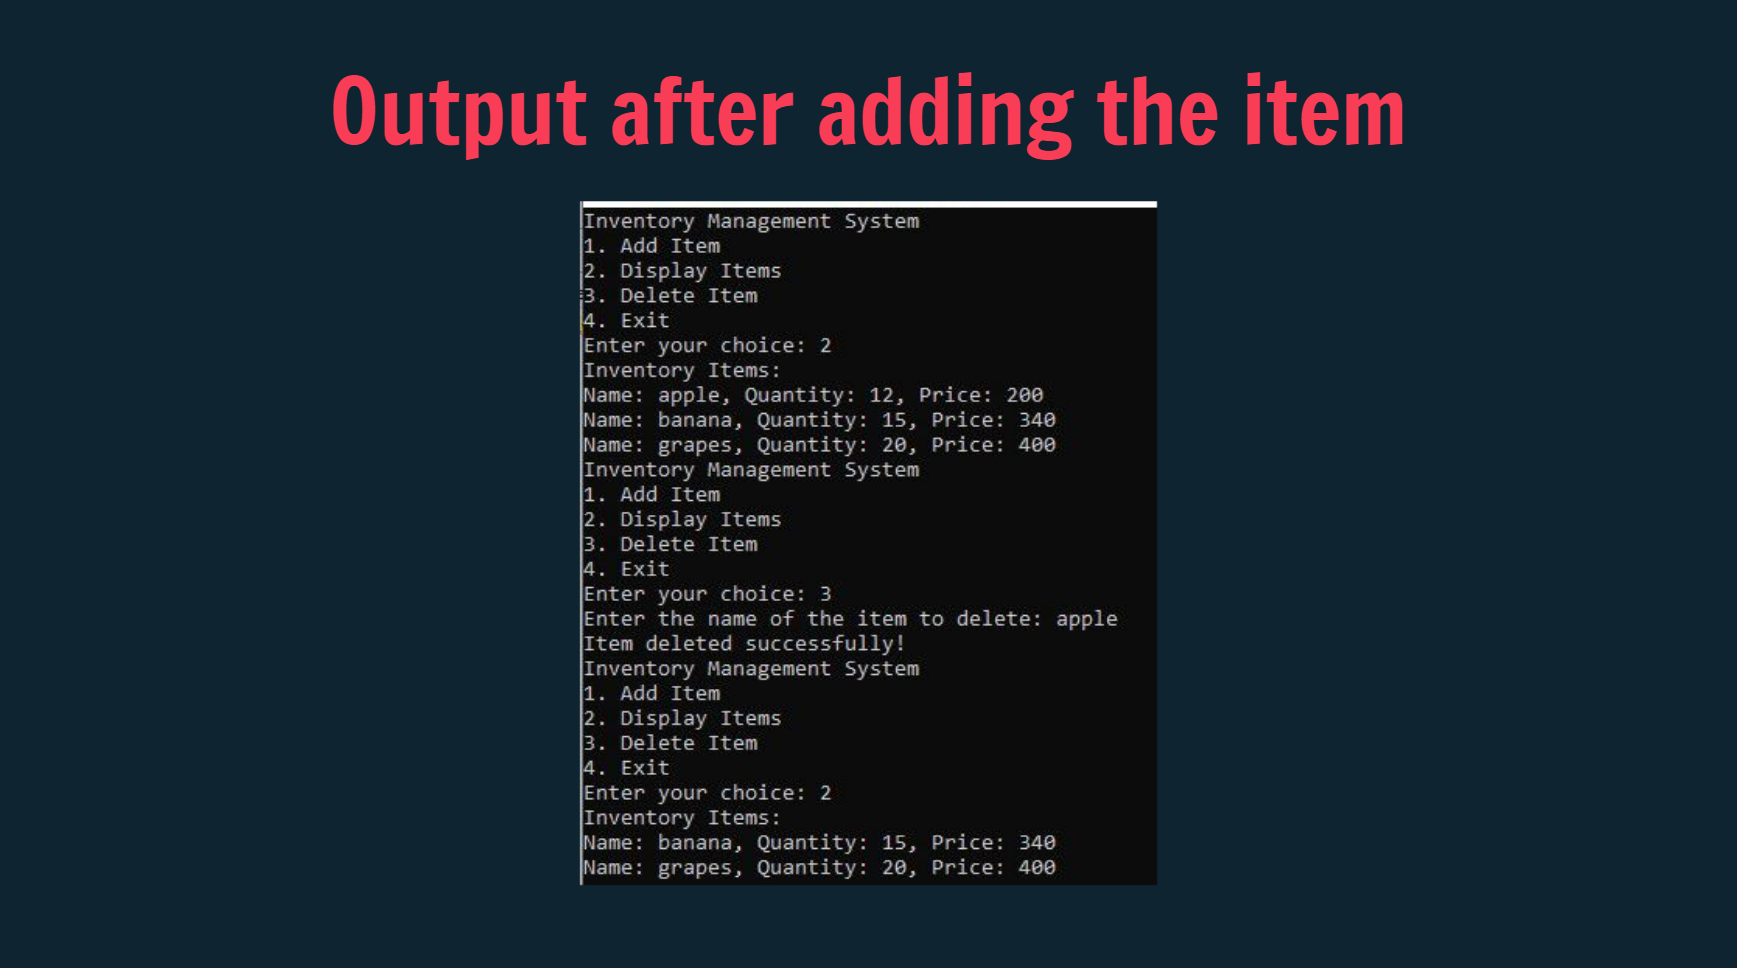 Output after adding the item
Inventory Management System
1. Add Item
2. Display Items
3. Delete Item
4. Exit
Enter your choice: 2
Inventory Items:
Name: apple, Quantity: 12, Price: 200
Name: banana, Quantity: 15, Price: 340
Name: grapes, Quantity: 20, Price: 400
Inventory Management System
1. Add Item
2. Display Items
3. Delete Item
4. Exit
Enter your choice: 3
Enter the name of the item to delete: apple
Item deleted successfully!
Inventory Management System
1. Add Item
2. Display Items
3. Delete Item
4. Exit
Enter your choice: 2
Inventory Items:
Name: banana, Quantity: 15, Price: 340
Name: grapes, Quantity: 20, Price: 400